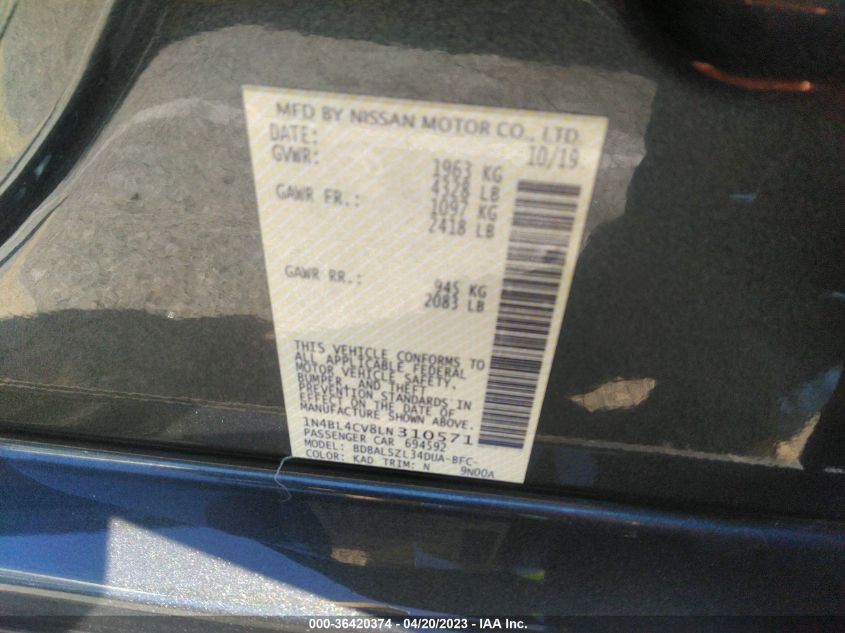 MFD BY NISSAN MOTOR CO., LTD.
DATE: 10/19
GVWR: 1963 KG
4328 LB
GAWR FR.: 1097 KG
2418 LB
GAWR RR.: 945 KG
2083 LB
THIS VEHICLE CONFORMS TO
ALL APPLICABLE FEDERAL
MOTOR VEHICLE SAFETY,
BUMPER, AND THEFT
PREVENTION STANDARDS IN
EFFECT ON THE DATE OF
MANUFACTURE SHOWN ABOVE.
1N4BL4CV8LN310571
PASSENGER CAR 694592
MODEL: BDBALSZL34DUA-BFC-
COLOR: KAD TRIM: N 9N00A
000-36420374 - 04/20/2023 - IAA Inc.